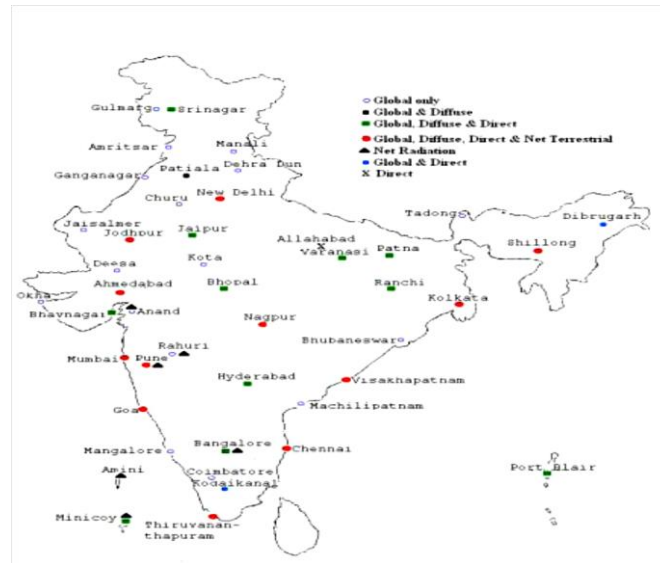 Gulmarg
Srinagar
Global only
Global & Diffuse
Global, Diffuse & Direct
Global, Diffuse, Direct & Net Terrestrial
Net Radiation
Global & Direct
X Direct
Amritsar
Manali
Dehra Dun
Ganganagar
Patiala
New Delhi
Churu
Tadong
Dibrugarh
Jaisalmer
Jodhpur
Jaipur
Allahabad
X
Varanasi
Patna
Shillong
Deesa
Kota
Ahmedabad
Bhopal
Ranchi
Okha
Kolkata
Bhavnagar
Anand
Nagpur
Bhubaneswar
Rahuri
Mumbai
Pune
Hyderabad
Visakhapatnam
Goa
Machilipatnam
Mangalore
Bangalore
Chennai
Amini
Coimbatore
Kodaikanal
Port Blair
Minicoy
Thiruvanan-
thapuram